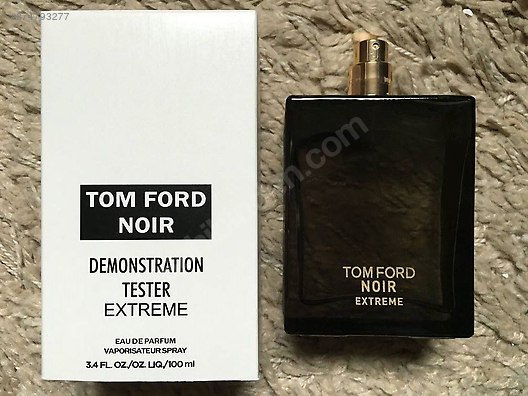 TOM FORD
NOIR
DEMONSTRATION
TESTER
EXTREME
EAU DE PARFUM
VAPORISATEUR SPRAY
3.4 FL. OZ./OZ. LIQ./100 ml
TOM FORD
NOIR
EXTREME